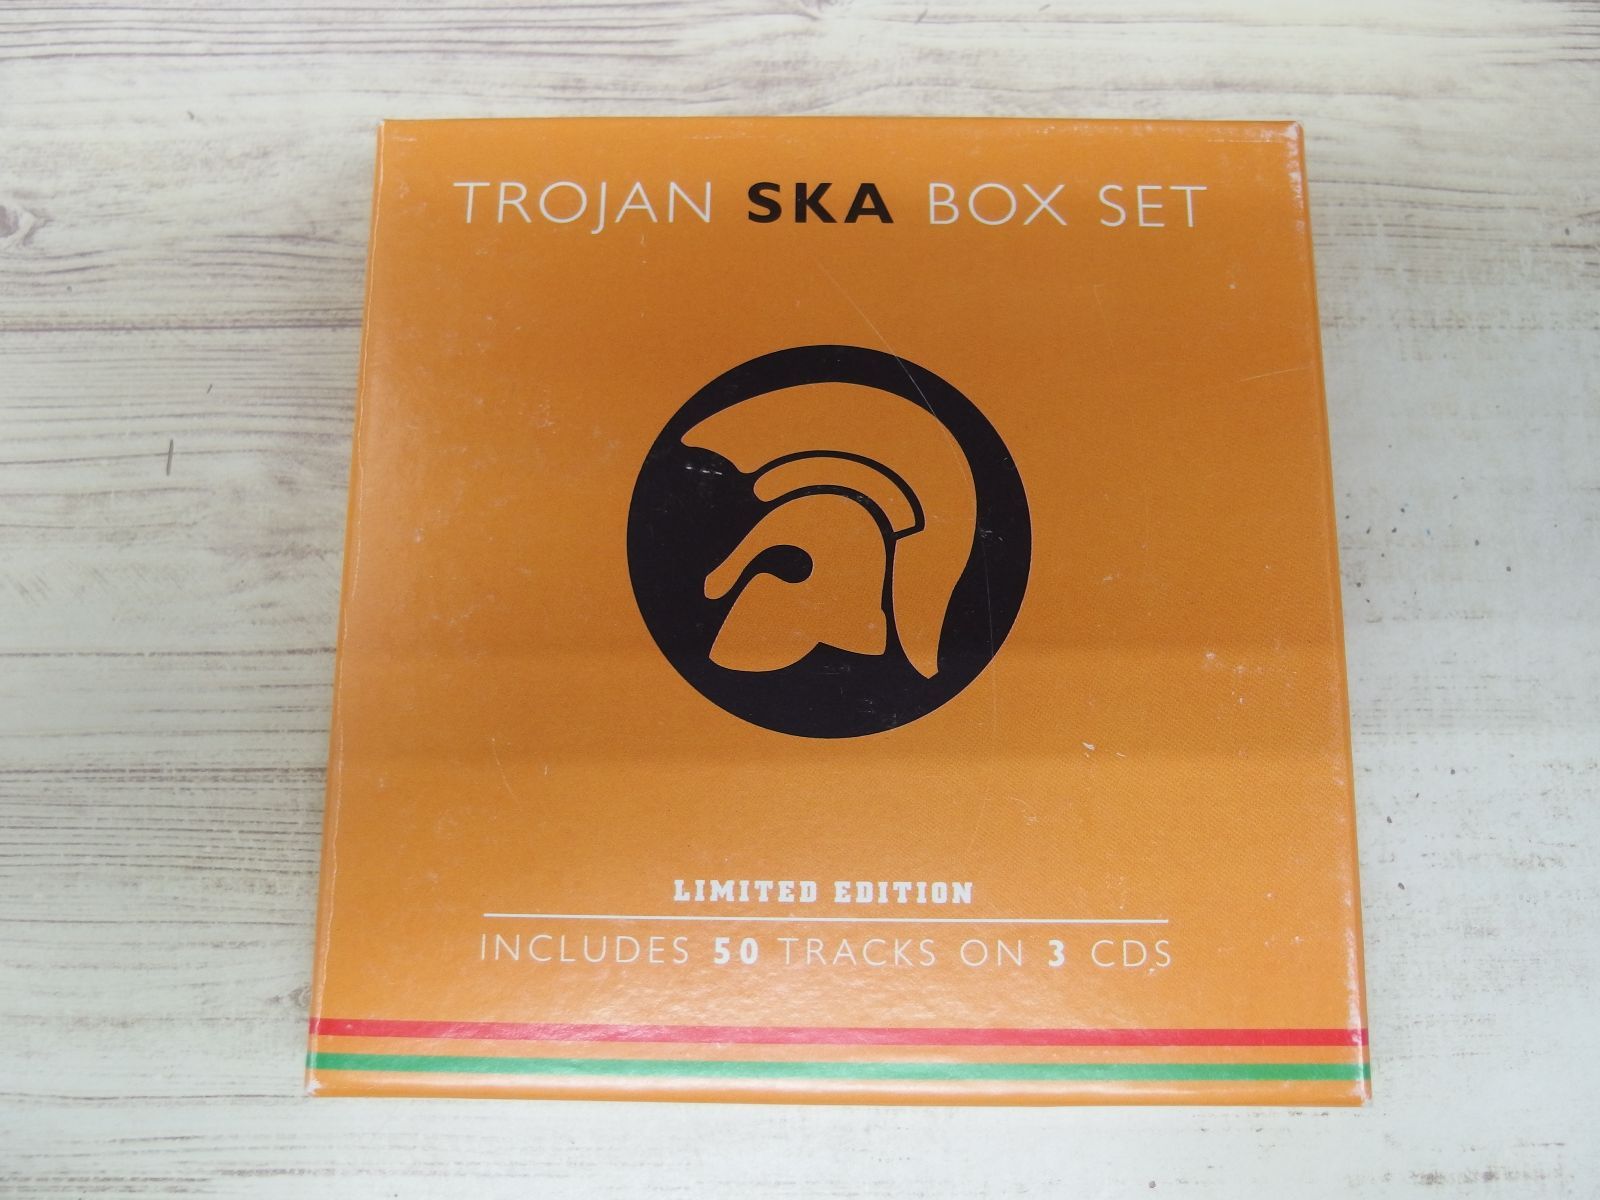 TROJAN SKA BOX SET
LIMITED EDITION
INCLUDES 50 TRACKS ON 3 CDS